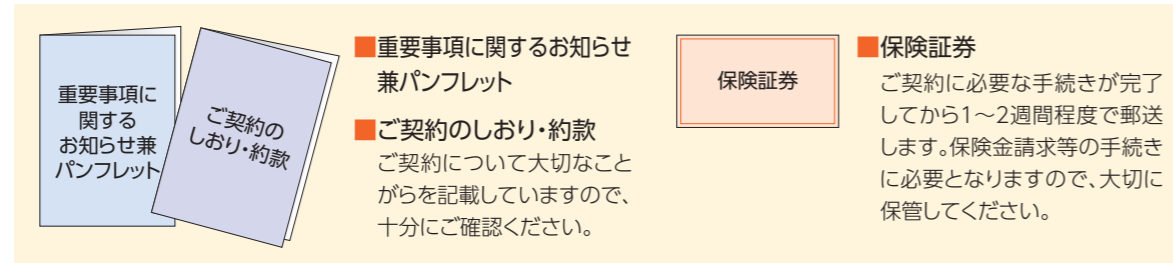 重要事項に
関する
お知らせ兼
パンフレット
ご契約の
しおり・約款
■重要事項に関するお知らせ
兼パンフレット
■ご契約のしおり・約款
ご契約について大切なこと
がらを記載していますので、
十分にご確認ください。
保険証券
■保険証券
ご契約に必要な手続きが完了
してから1～2週間程度で郵送
します。保険金請求等の手続き
に必要となりますので、大切に
保管してください。